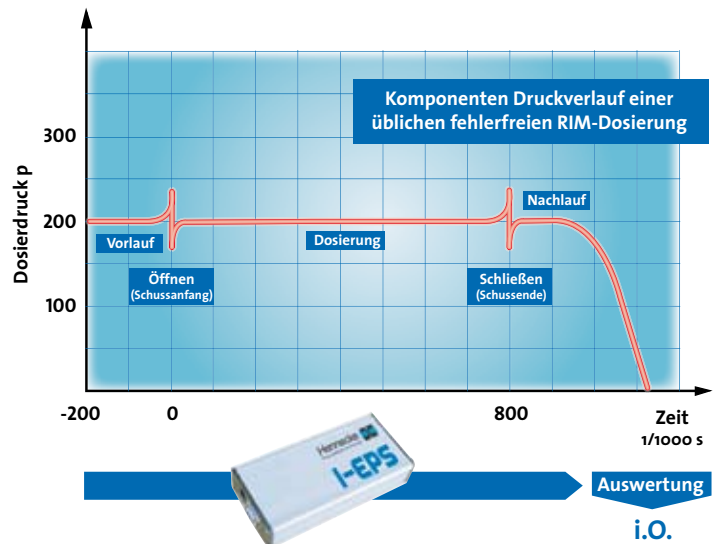 Komponenten Druckverlauf einer
üblichen fehlerfreien RIM-Dosierung
Dosierdruck p
300
200
100
Vorlauf
Öffnen
(Schussanfang)
Dosierung
Schließen
(Schussende)
Nachlauf
-200
0
800
Zeit
1/1000 s
Hennecke
I-EPS
Auswertung
i.O.